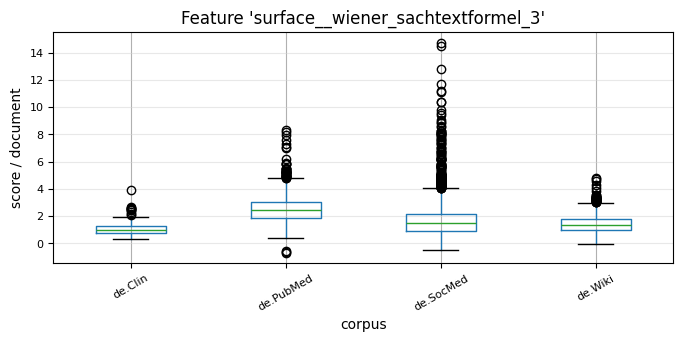 Feature 'surface__wiener_sachtextformel_3'
score / document
14
12
10
8
6
4
2
0
de.Clin
de.PubMed
de.SocMed
de.Wiki
corpus